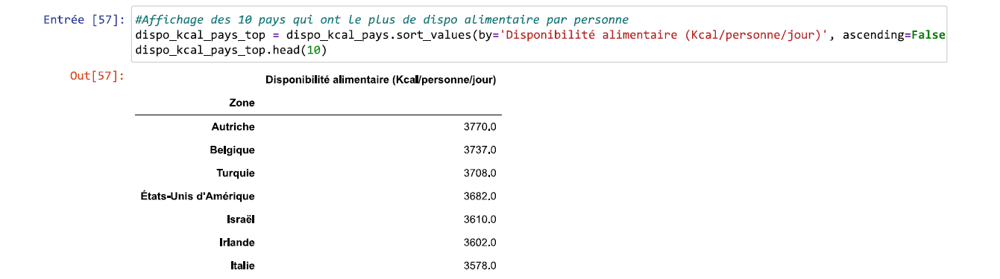 Entrée [57]: #Affichage des 10 pays qui ont le plus de dispo alimentaire par personne
dispo_kcal_pays_top = dispo_kcal_pays.sort_values(by='Disponibilité alimentaire (Kcal/personne/jour)', ascending=False
dispo_kcal_pays_top.head(10)
Out[57]:
Disponibilité alimentaire (Kcal/personne/jour)
Zone
Autriche 3770.0
Belgique 3737.0
Turquie 3708.0
États-Unis d'Amérique 3682.0
Israël 3610.0
Irlande 3602.0
Italie 3578.0